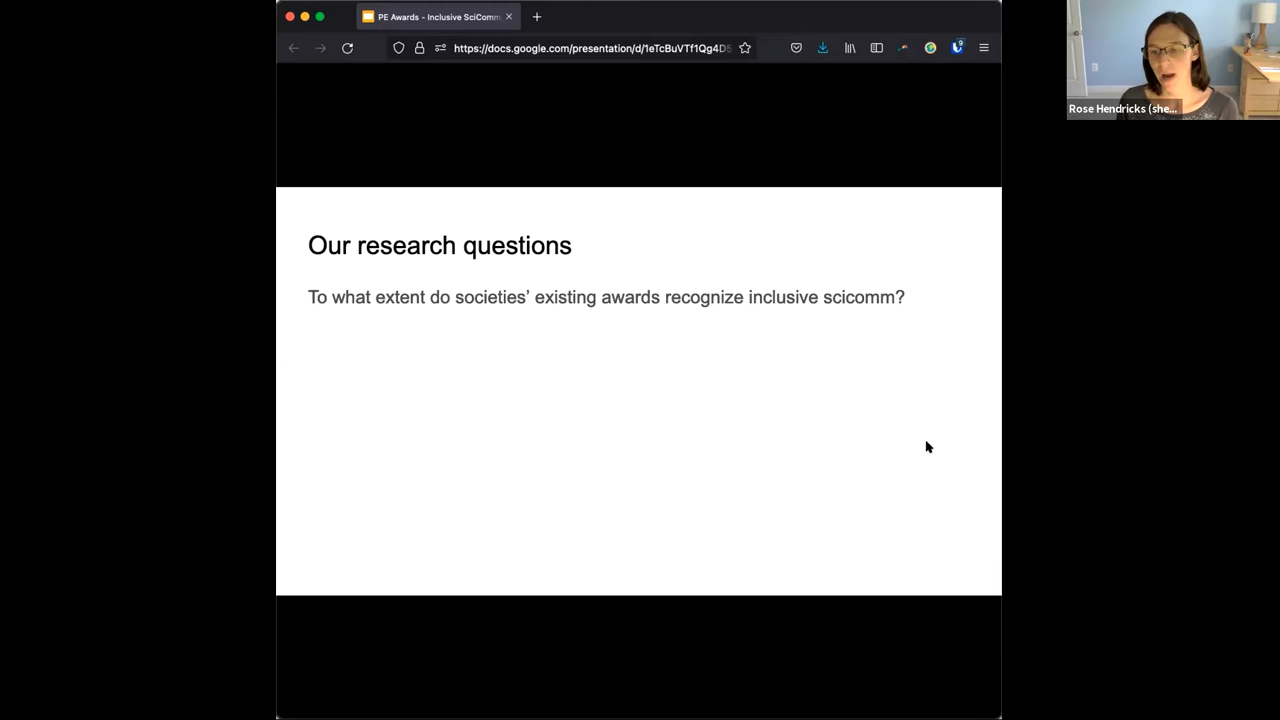 PE Awards - Inclusive SciComm
https://docs.google.com/presentation/d/1eTcBuVTf1Qg4D5
9
Rose Hendricks (she...
Our research questions
To what extent do societies’ existing awards recognize inclusive scicomm?